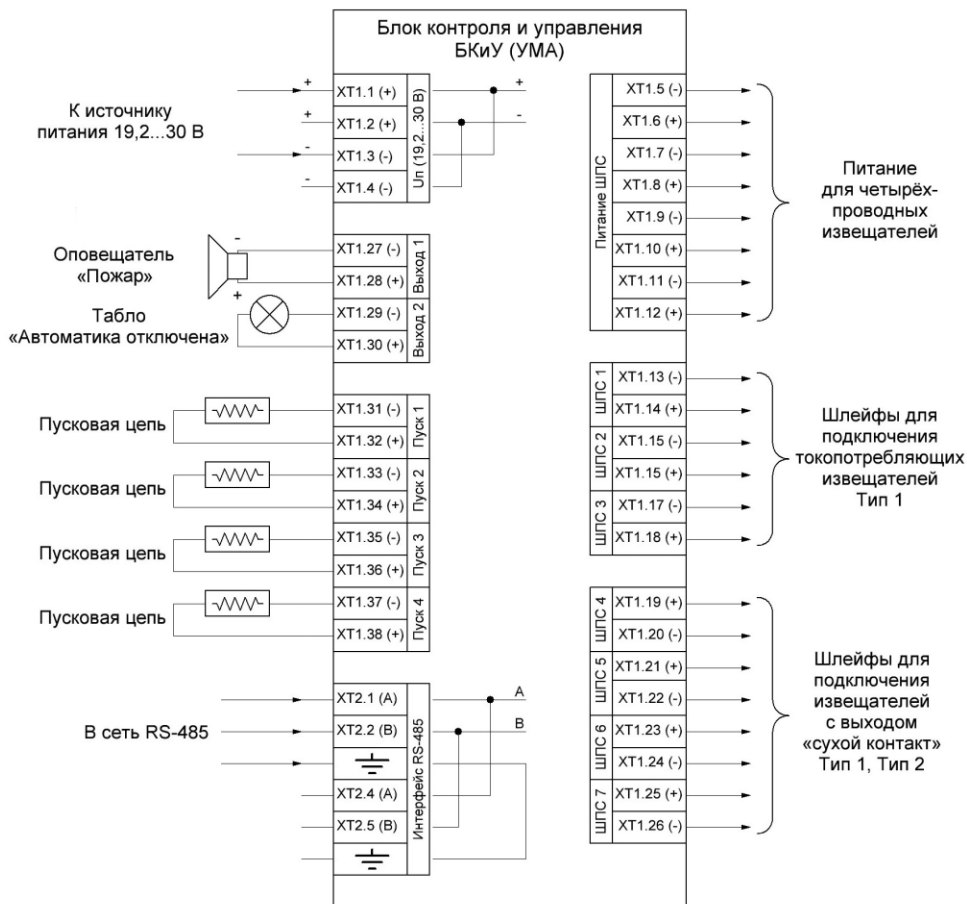 Блок контроля и управления
БКиУ (УМА)
К источнику
питания 19,2...30 В
+
+
-
-
XT1.1 (+)
XT1.2 (+)
XT1.3 (-)
XT1.4 (-)
Uп (19,2...30 В)
+
-
Оповещатель
«Пожар»
-
+
Табло
«Автоматика отключена»
XT1.27 (-)
XT1.28 (+)
XT1.29 (-)
XT1.30 (+)
Выход 1
Выход 2
Пусковая цепь
Пусковая цепь
Пусковая цепь
Пусковая цепь
XT1.31 (-)
XT1.32 (+)
XT1.33 (-)
XT1.34 (+)
XT1.35 (-)
XT1.36 (+)
XT1.37 (-)
XT1.38 (+)
Пуск 1
Пуск 2
Пуск 3
Пуск 4
В сеть RS-485
XT2.1 (A)
XT2.2 (B)
XT2.4 (A)
XT2.5 (B)
Интерфейс RS-485
A
B
Питание ШПС
XT1.5 (-)
XT1.6 (+)
XT1.7 (-)
XT1.8 (+)
XT1.9 (-)
XT1.10 (+)
XT1.11 (-)
XT1.12 (+)
Питание
для четырёх-
проводных
извещателей
ШПС 1
ШПС 2
ШПС 3
XT1.13 (-)
XT1.14 (+)
XT1.15 (-)
XT1.15 (+)
XT1.17 (-)
XT1.18 (+)
Шлейфы для
подключения
токопотребляющих
извещателей
Тип 1
ШПС 4
ШПС 5
ШПС 6
ШПС 7
XT1.19 (+)
XT1.20 (-)
XT1.21 (+)
XT1.22 (-)
XT1.23 (+)
XT1.24 (-)
XT1.25 (+)
XT1.26 (-)
Шлейфы для
подключения
извещателей
с выходом
«сухой контакт»
Тип 1, Тип 2